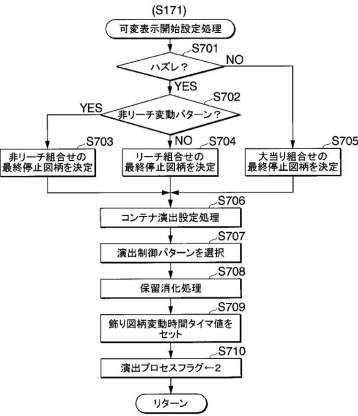 (S171)
可変表示開始設定処理
S701
ハズレ?
NO
YES
S702
YES
非リーチ変動パターン?
S703
NO
S704
S705
非リーチ組合せの
最終停止図柄を決定
リーチ組合せの
最終停止図柄を決定
大当り組合せの
最終停止図柄を決定
S706
コンテナ演出設定処理
S707
演出制御パターンを選択
S708
保留消化処理
S709
飾り図柄変動時間タイマ値を
セット
S710
演出プロセスフラグ←2
リターン